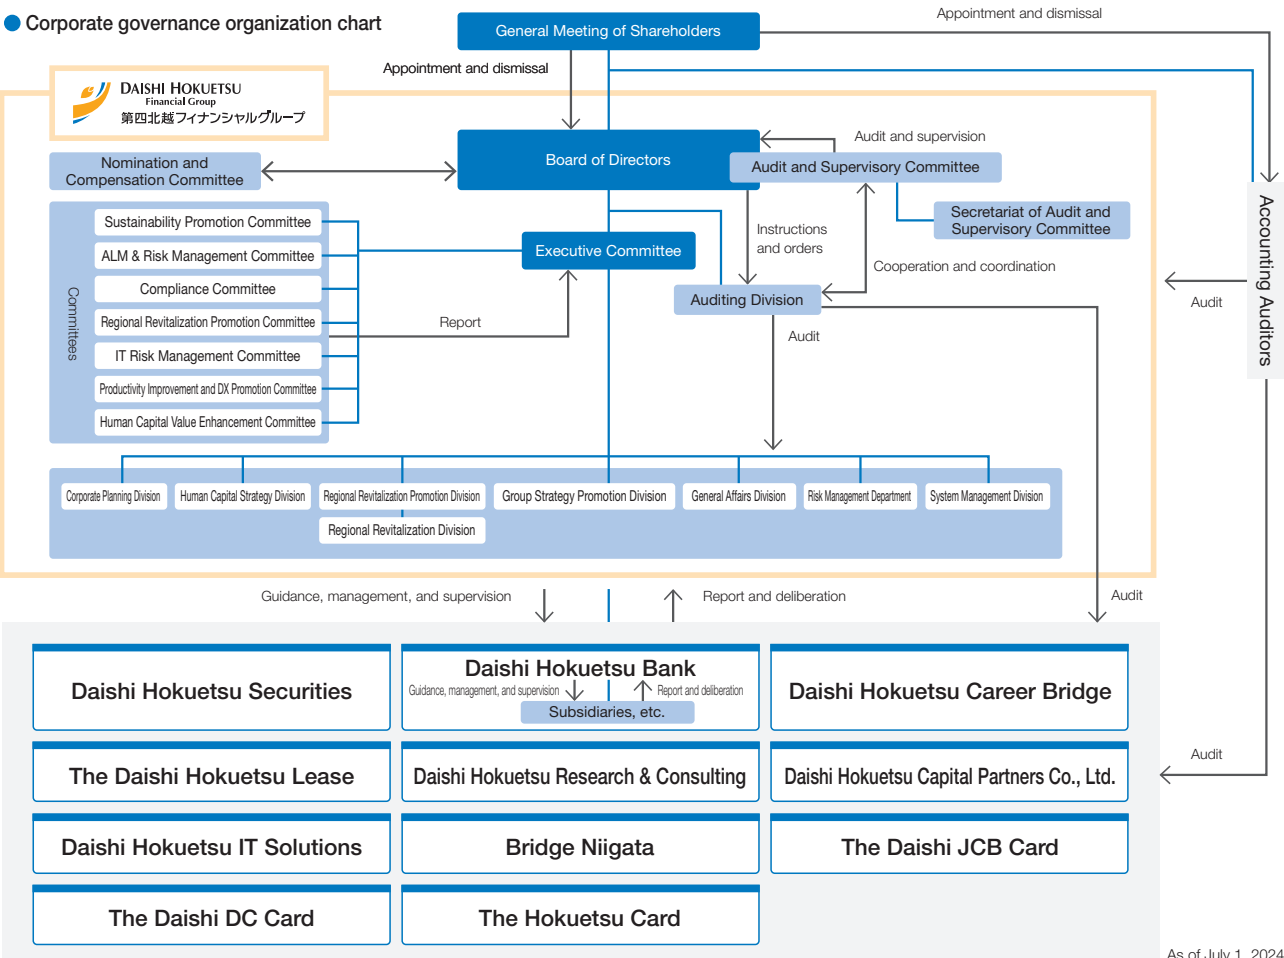 Corporate governance organization chart
General Meeting of Shareholders
Appointment and dismissal
Appointment and dismissal
DAISHI HOKUETSU
Financial Group
第四北越フィナンシャルグループ
Board of Directors
Audit and supervision
Audit and Supervisory Committee
Nomination and
Compensation Committee
Secretariat of Audit and
Supervisory Committee
Accounting Auditors
Committees
Sustainability Promotion Committee
ALM & Risk Management Committee
Compliance Committee
Regional Revitalization Promotion Committee
IT Risk Management Committee
Productivity Improvement and DX Promotion Committee
Human Capital Value Enhancement Committee
Executive Committee
Report
Instructions
and orders
Cooperation and coordination
Auditing Division
Audit
Audit
Corporate Planning Division
Human Capital Strategy Division
Regional Revitalization Promotion Division
Group Strategy Promotion Division
General Affairs Division
Risk Management Department
System Management Division
Regional Revitalization Division
Guidance, management, and supervision
Report and deliberation
Audit
Daishi Hokuetsu Securities
Daishi Hokuetsu Bank
Guidance, management, and supervision
Report and deliberation
Subsidiaries, etc.
Daishi Hokuetsu Career Bridge
The Daishi Hokuetsu Lease
Daishi Hokuetsu Research & Consulting
Daishi Hokuetsu Capital Partners Co., Ltd.
Audit
Daishi Hokuetsu IT Solutions
Bridge Niigata
The Daishi JCB Card
The Daishi DC Card
The Hokuetsu Card
As of July 1, 2024